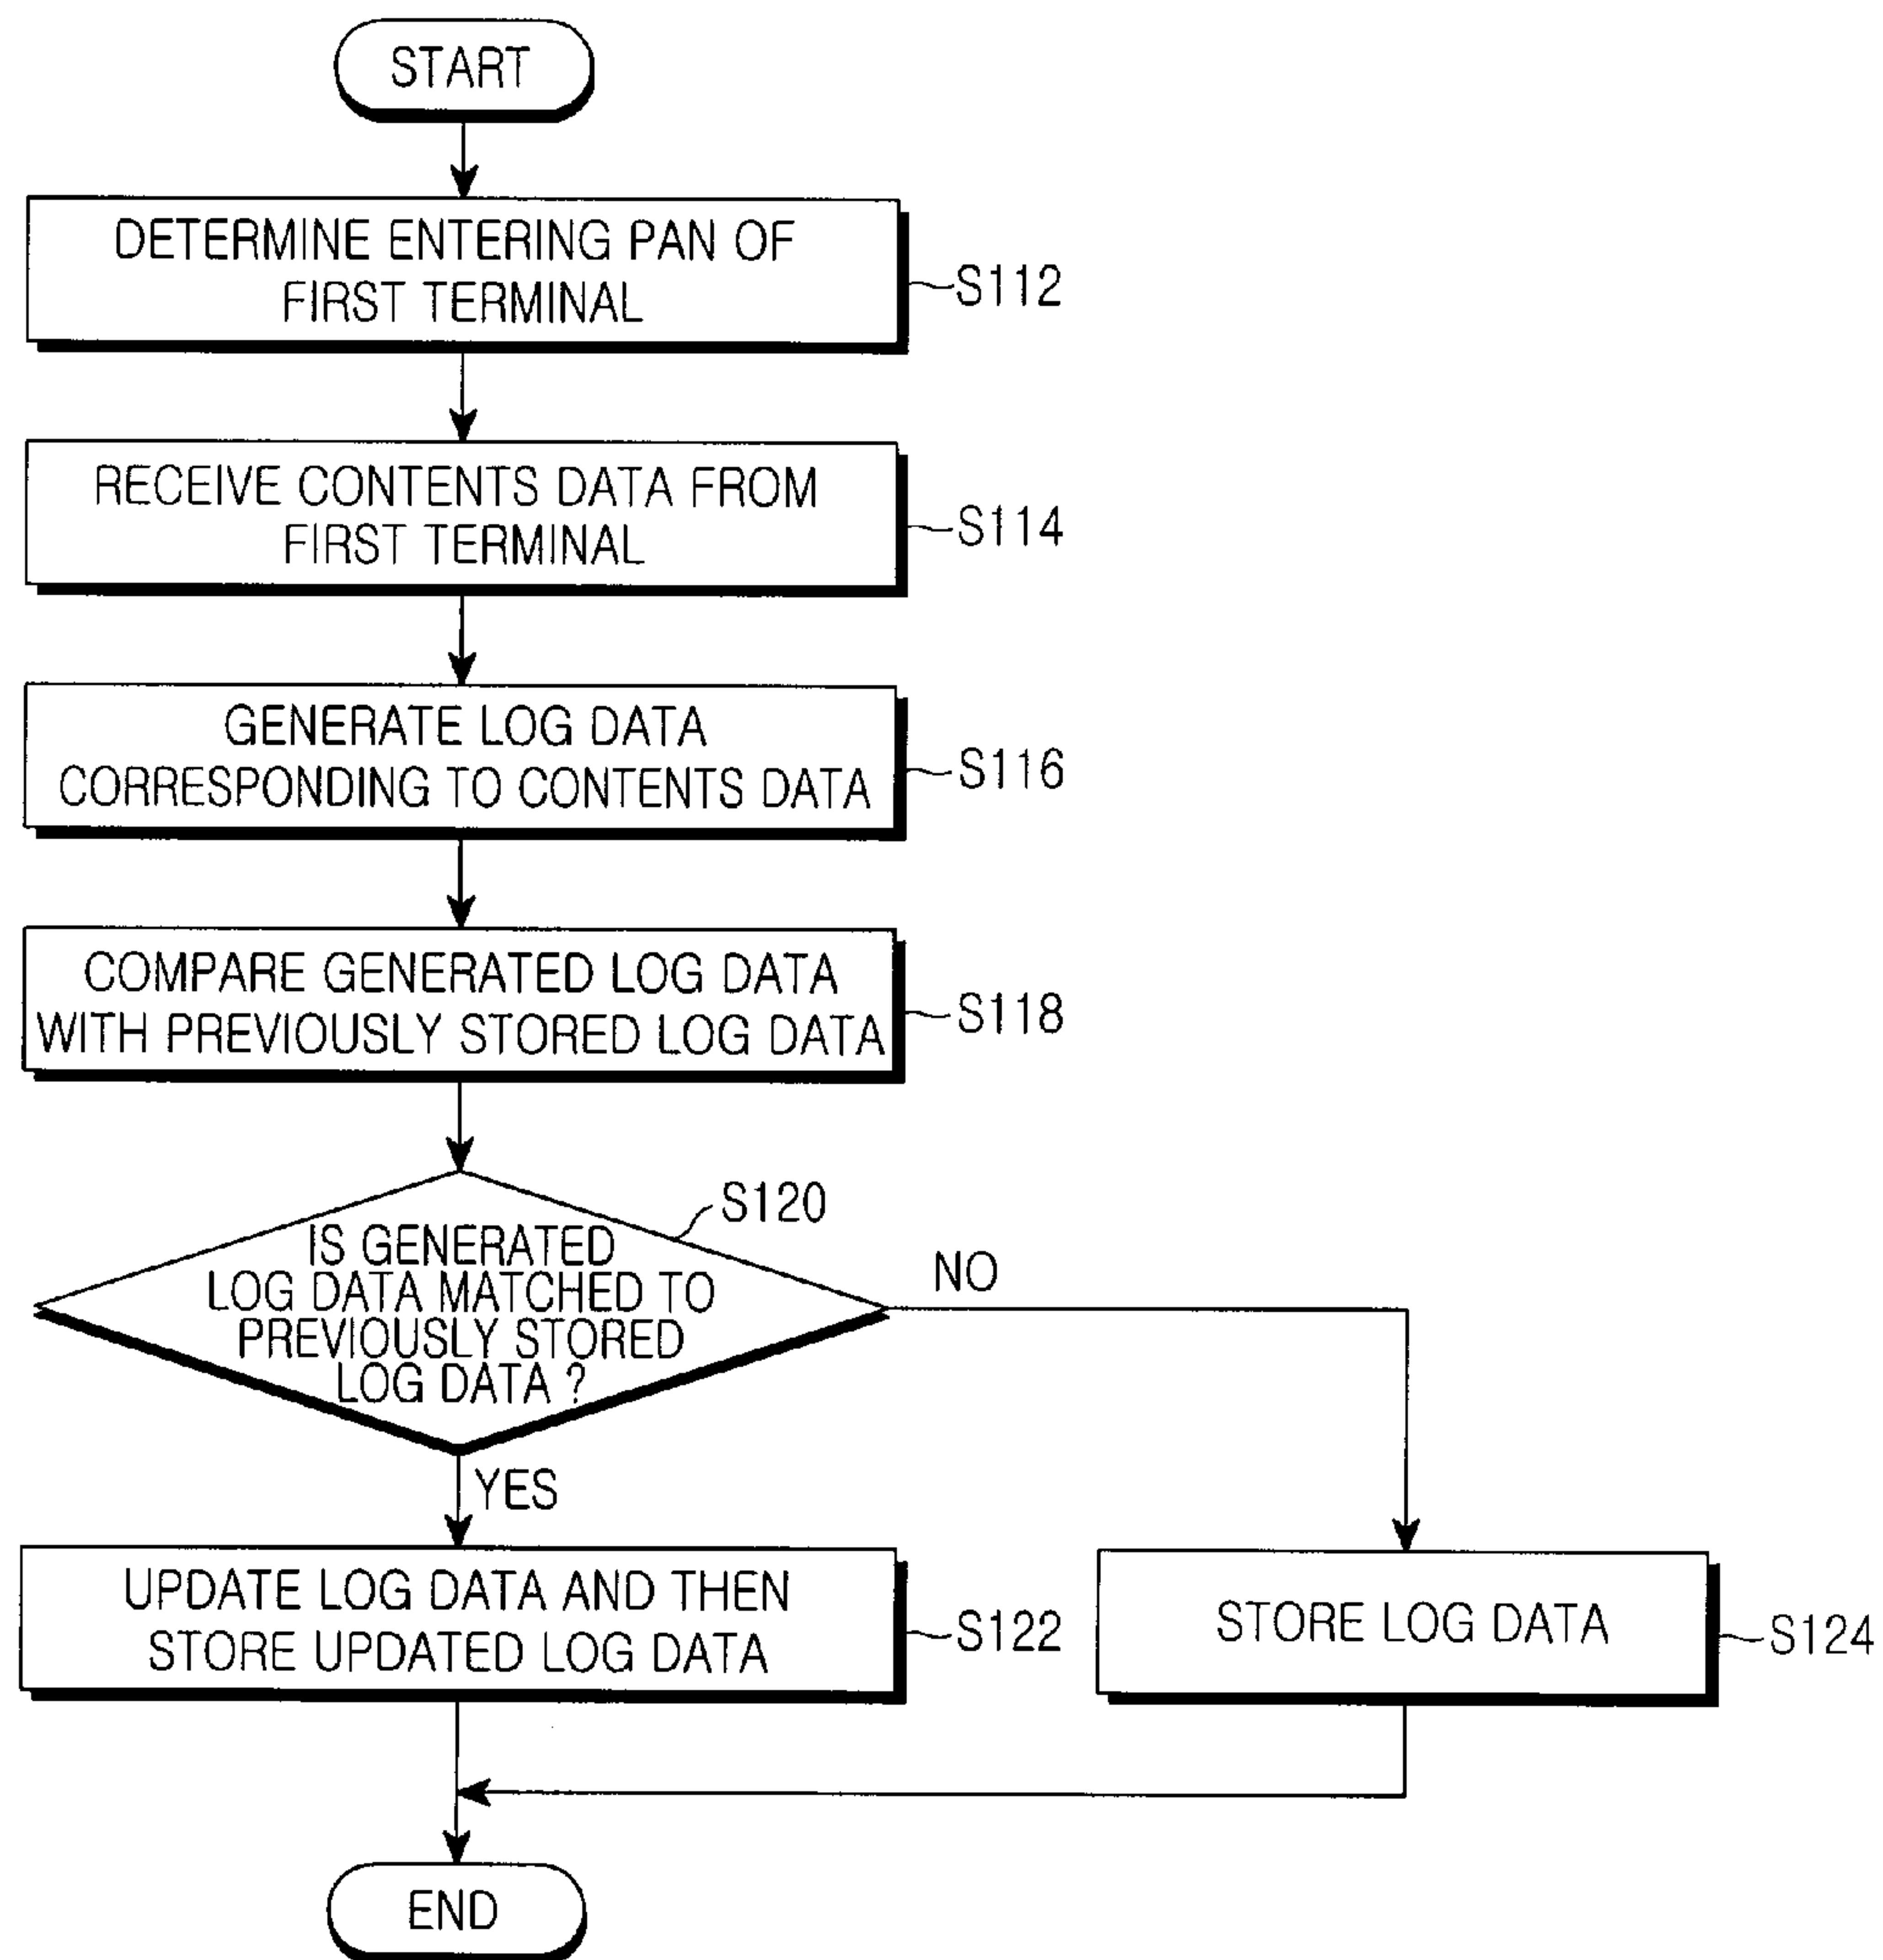 START
DETERMINE ENTERING PAN OF
FIRST TERMINAL
S112
RECEIVE CONTENTS DATA FROM
FIRST TERMINAL
S114
GENERATE LOG DATA
CORRESPONDING TO CONTENTS DATA
S116
COMPARE GENERATED LOG DATA
WITH PREVIOUSLY STORED LOG DATA
S118
S120
IS GENERATED
LOG DATA MATCHED TO
PREVIOUSLY STORED
LOG DATA ?
NO
YES
UPDATE LOG DATA AND THEN
STORE UPDATED LOG DATA
S122
STORE LOG DATA
S124
END